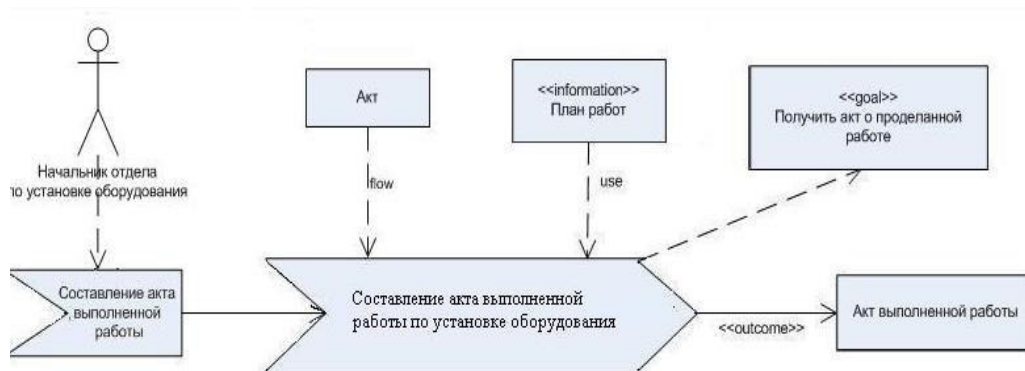 Начальник отдела
по установке оборудования
Составление акта
выполненной
работы
Акт
flow
<<information>>
План работ
use
<<goal>>
Получить акт о проделанной
работе
Составление акта выполненной
работы по установке оборудования
<<outcome>>
Акт выполненной работы